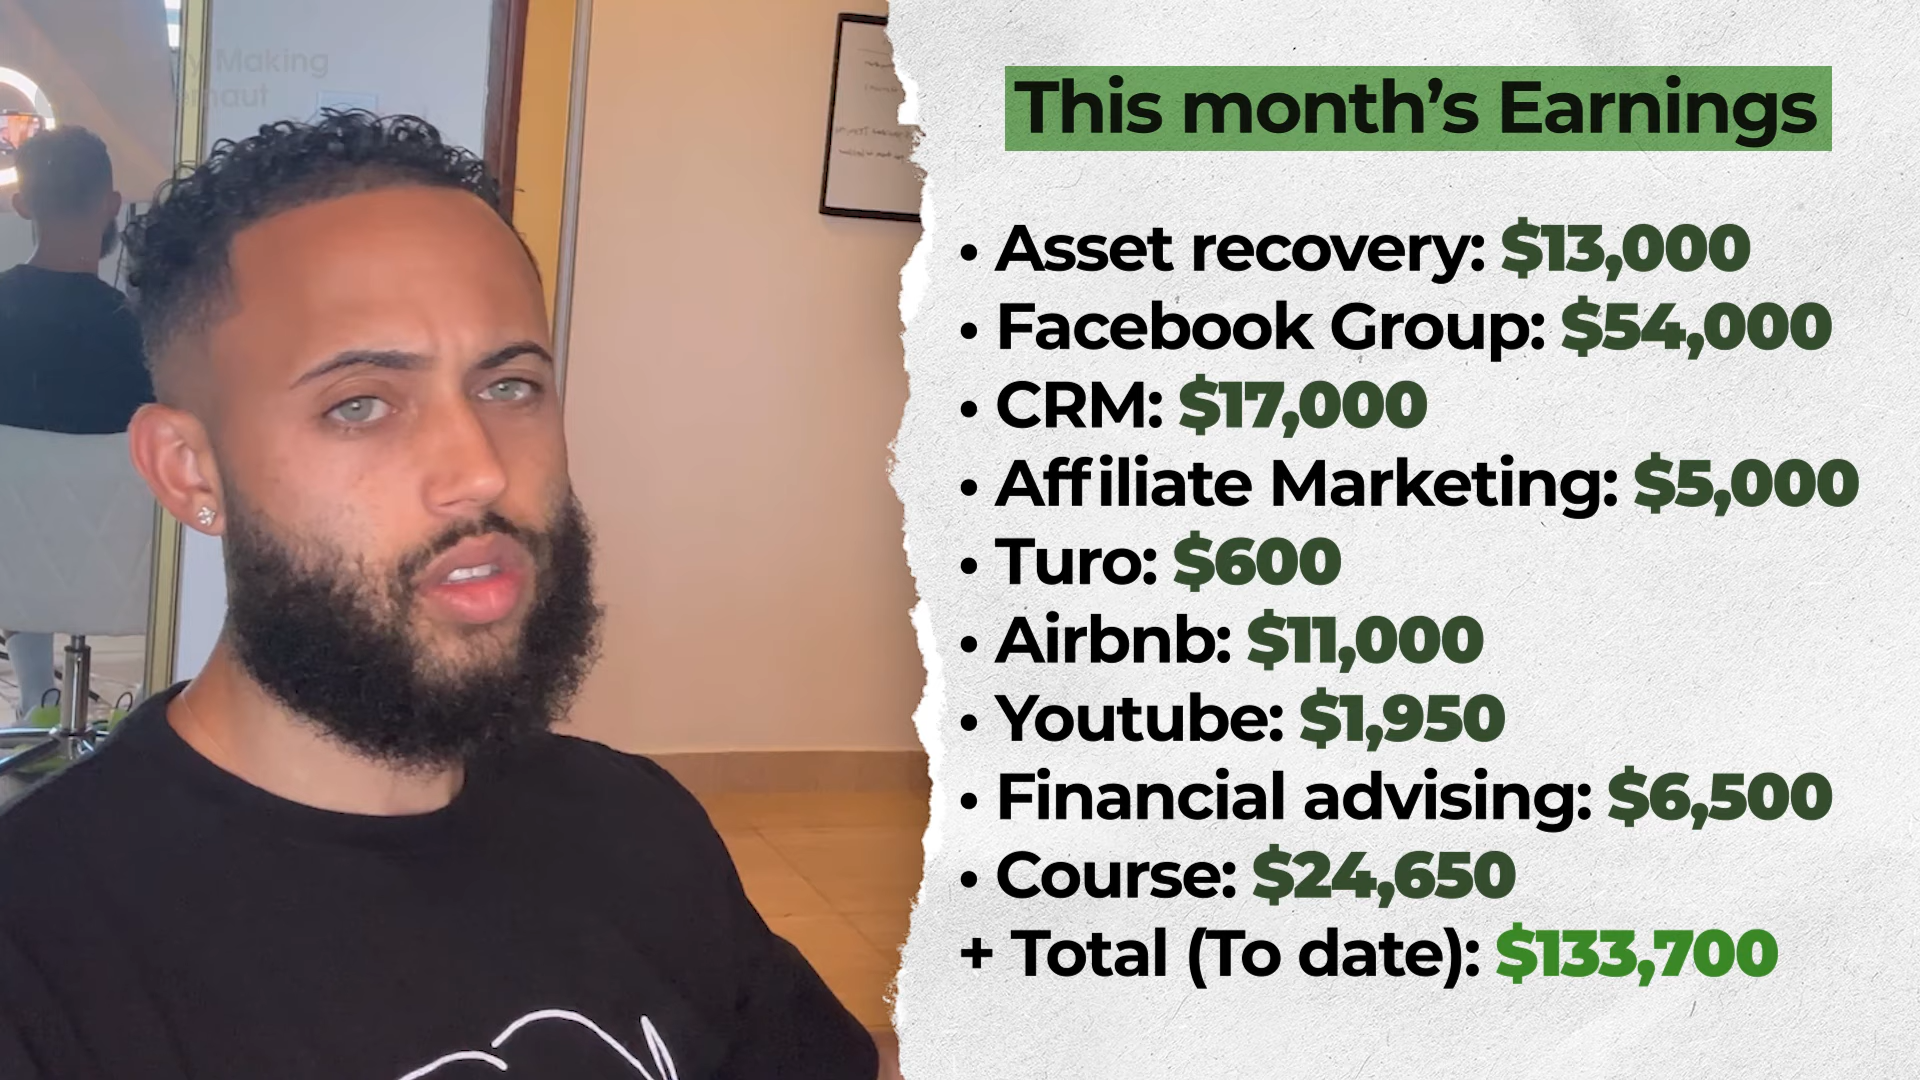 Making
This month's Earnings
• Asset recovery: $13,000
• Facebook Group: $54,000
• CRM: $17,000
• Affiliate Marketing: $5,000
• Turo: $600
• Airbnb: $11,000
• Youtube: $1,950
• Financial advising: $6,500
• Course: $24,650
+ Total (To date): $133,700